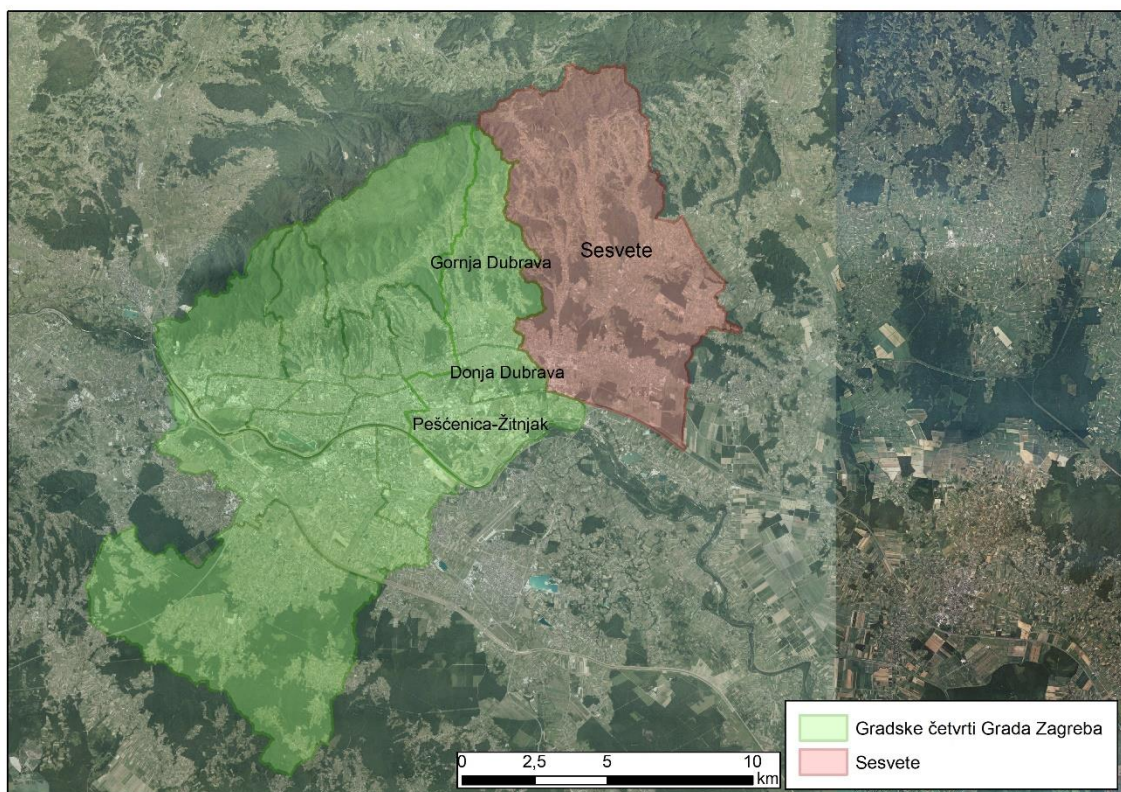 Sesvete
Gornja Dubrava
Donja Dubrava
Pešćenica-Žitnjak
0 2,5 5 10
km
Gradske četvrti Grada Zagreba
Sesvete